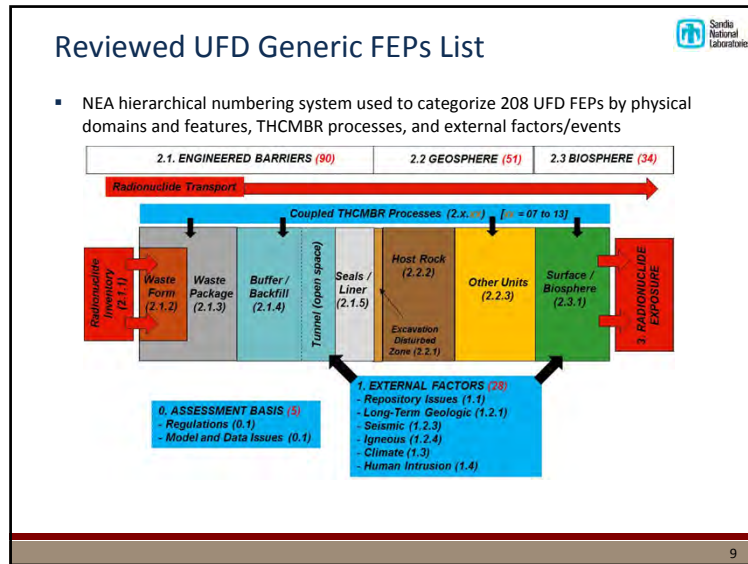 Reviewed UFD Generic FEPs List
Sandia
National
Laboratories
▪ NEA hierarchical numbering system used to categorize 208 UFD FEPs by physical
domains and features, THCMBR processes, and external factors/events
2.1. ENGINEERED BARRIERS (90)
2.2 GEOSPHERE (51)
2.3 BIOSPHERE (34)
Radionuclide Transport
Coupled THCMBR Processes (2.x.
= 07 to 13]
Radionuclide
Inventory
(2.1.1)
Waste
Form
(2.1.2)
Waste
Package
(2.1.3)
Buffer /
Backfill
(2.1.4)
Tunnel (open space)
Seals /
Liner
(2.1.5)
Host Rock
(2.2.2)
Excavation
Disturbed
Zone (2.2.1)
Other Units
(2.2.3)
Surface /
Biosphere
(2.3.1)
3. RADIONUCLIDE
EXPOSURE
0. ASSESSMENT BASIS (5)
- Regulations (0.1)
- Model and Data Issues (0.1)
1. EXTERNAL FACTORS (28)
- Repository Issues (1.1)
- Long-Term Geologic (1.2.1)
- Seismic (1.2.3)
- Igneous (1.2.4)
- Climate (1.3)
- Human Intrusion (1.4)
9